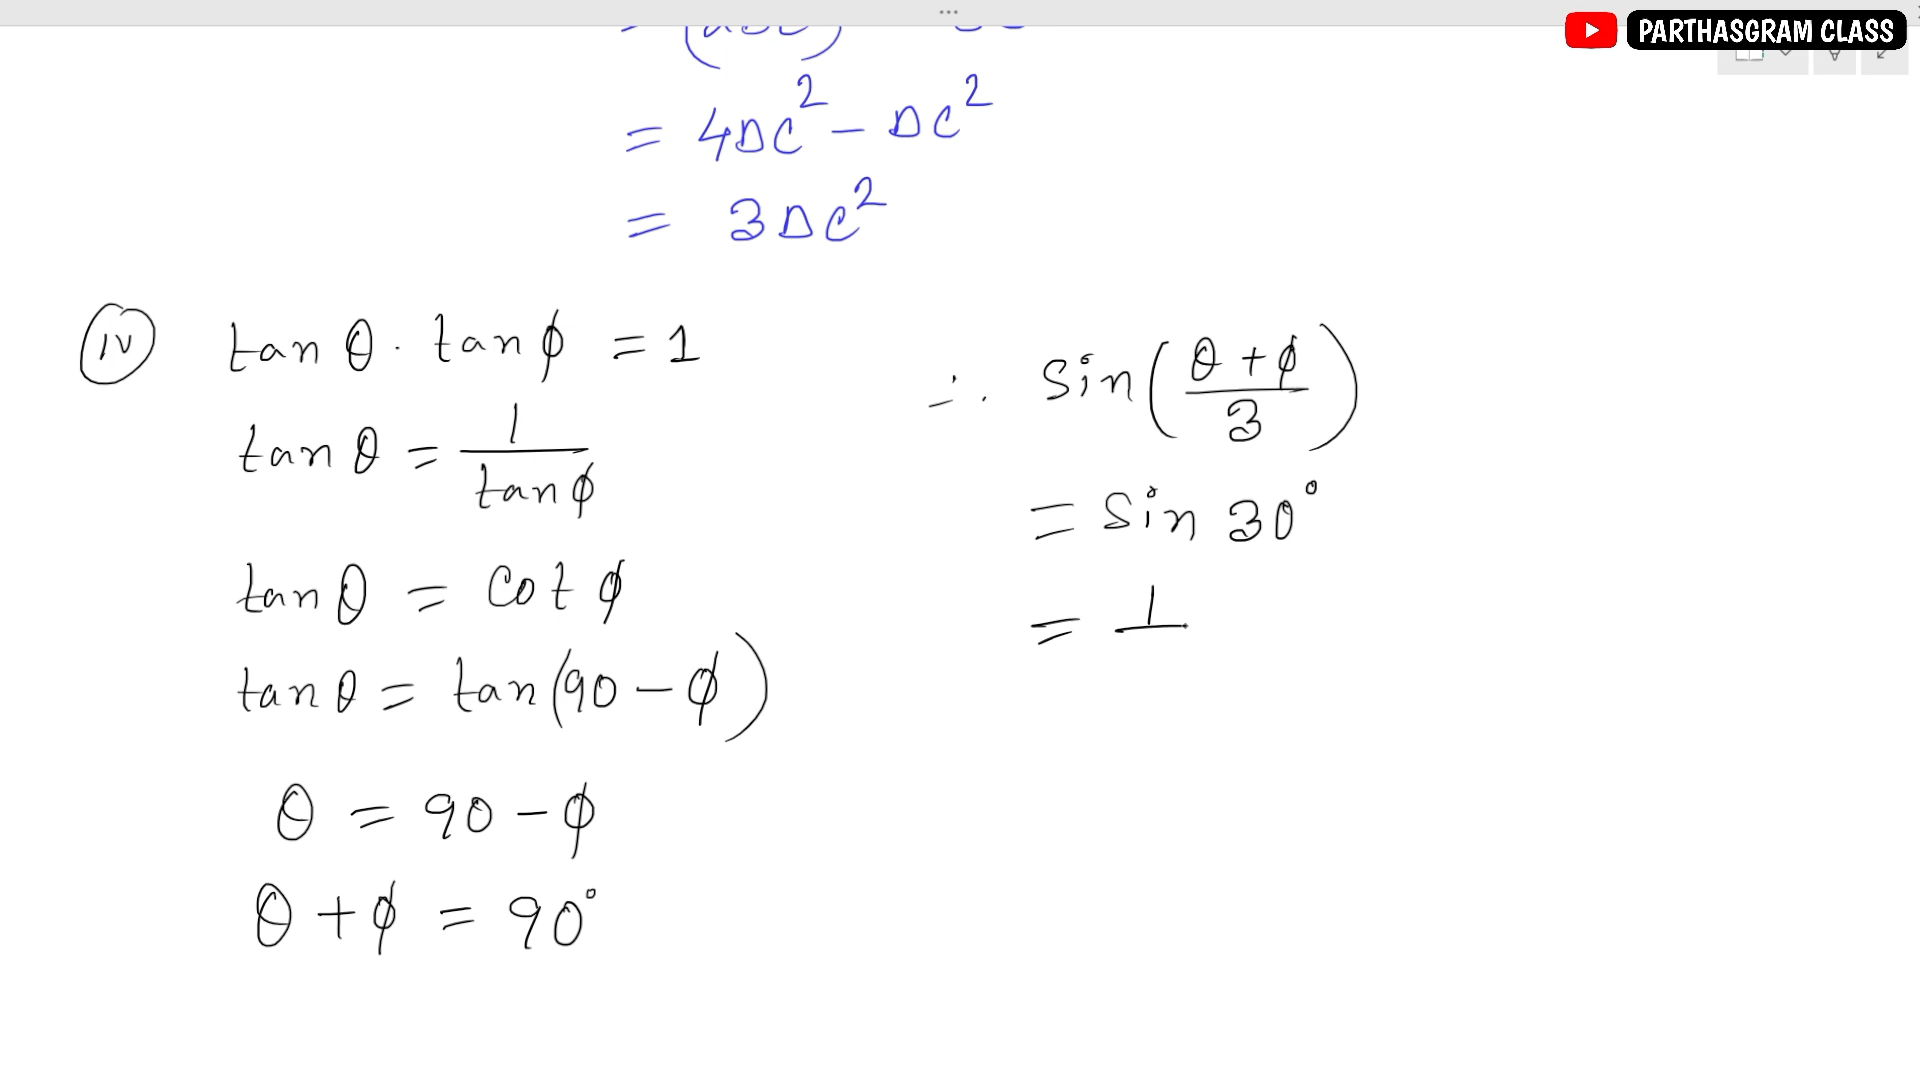 PARTHASGRAM CLASS
= 4DC² - DC²
= 3DC²
(iv) tan θ . tan ϕ = 1
tan θ = 1/tan ϕ
tan θ = cot ϕ
tan θ = tan (90 - ϕ)
θ = 90 - ϕ
θ + ϕ = 90°
∴ sin (θ + ϕ / 3)
= sin 30°
= 1/